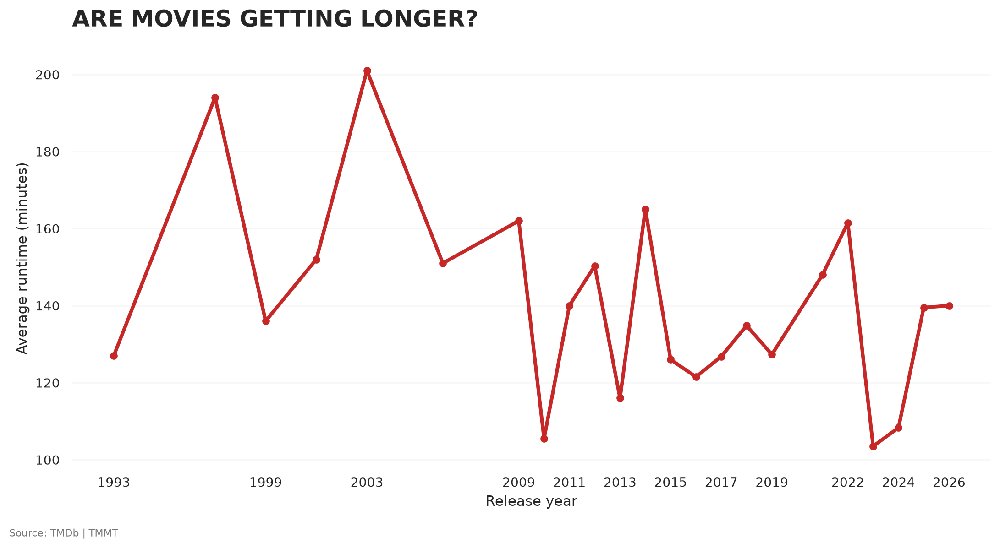 ARE MOVIES GETTING LONGER?
200
180
160
140
120
100
Average runtime (minutes)
1993 1999 2003 2009 2011 2013 2015 2017 2019 2022 2024 2026
Release year
Source: TMDb | TMMT